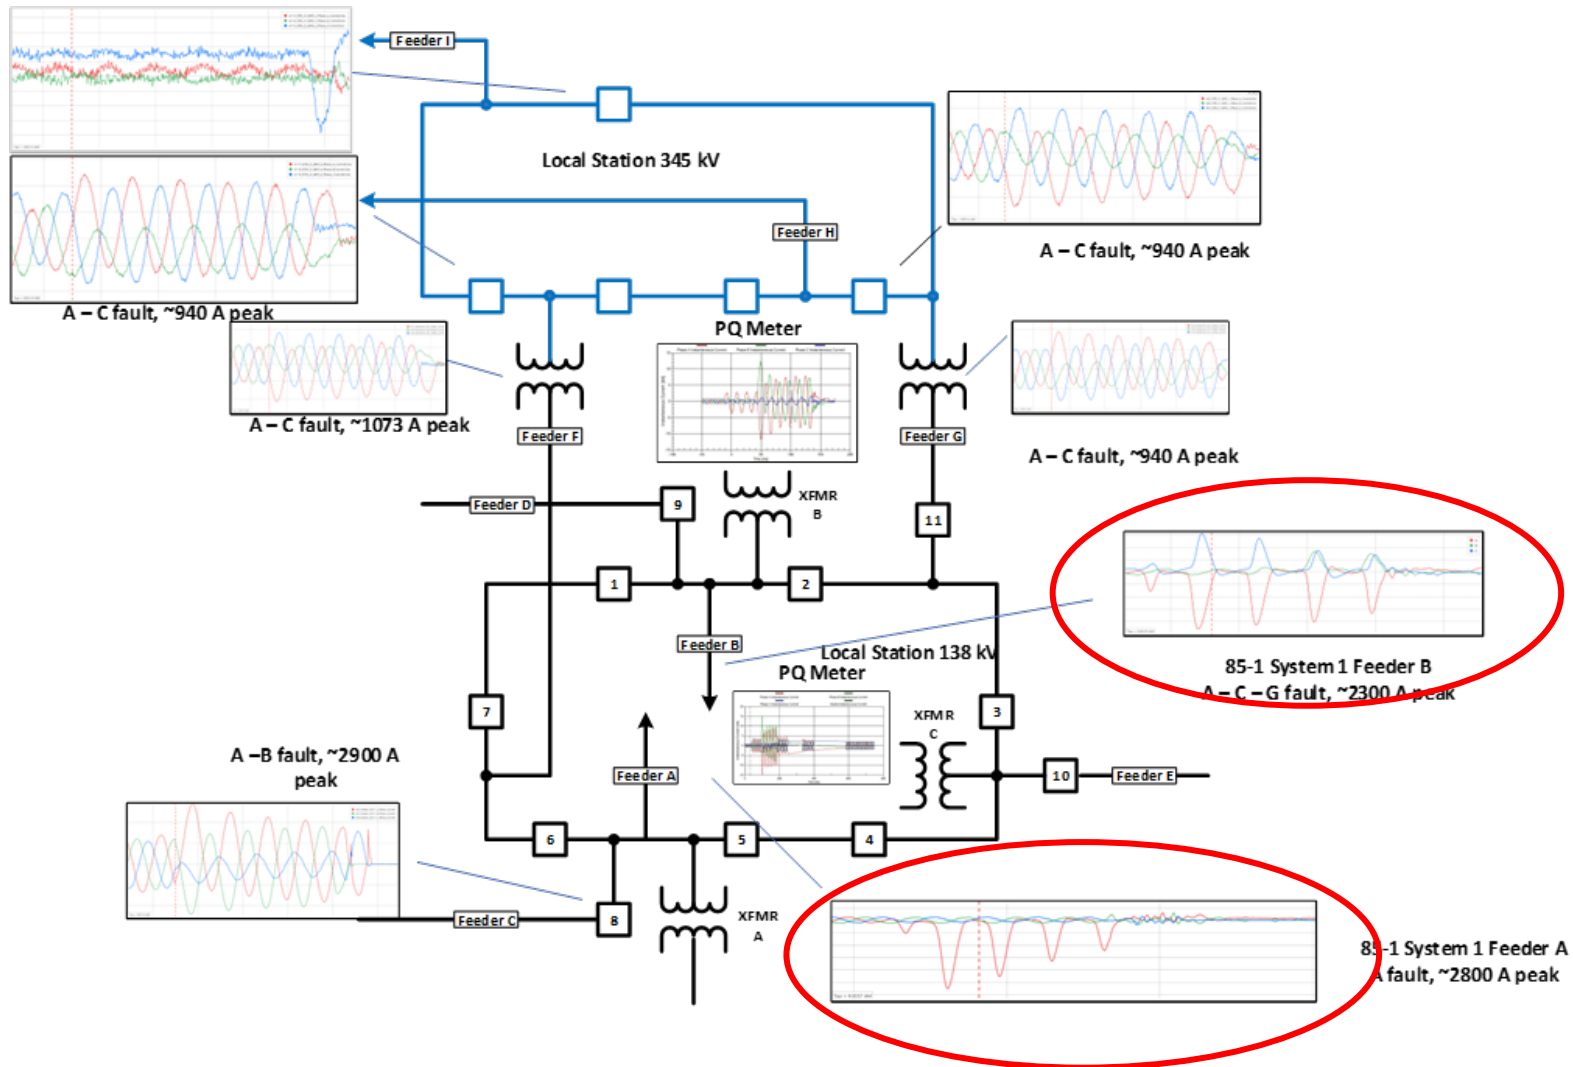 Feeder I
Local Station 345 kV
Feeder H
A – C fault, ~940 A peak
A – C fault, ~940 A peak
PQ Meter
A – C fault, ~1073 A peak
Feeder F
Feeder G
A – C fault, ~940 A peak
XFMR
B
Feeder D
9
11
1
2
Feeder B
Local Station 138 kV
PQ Meter
85-1 System 1 Feeder B
A – C – G fault, ~2300 A peak
7
3
XFMR
C
A –B fault, ~2900 A
peak
Feeder A
10
Feeder E
6
5
4
Feeder C
8
XFMR
A
85-1 System 1 Feeder A
A fault, ~2800 A peak